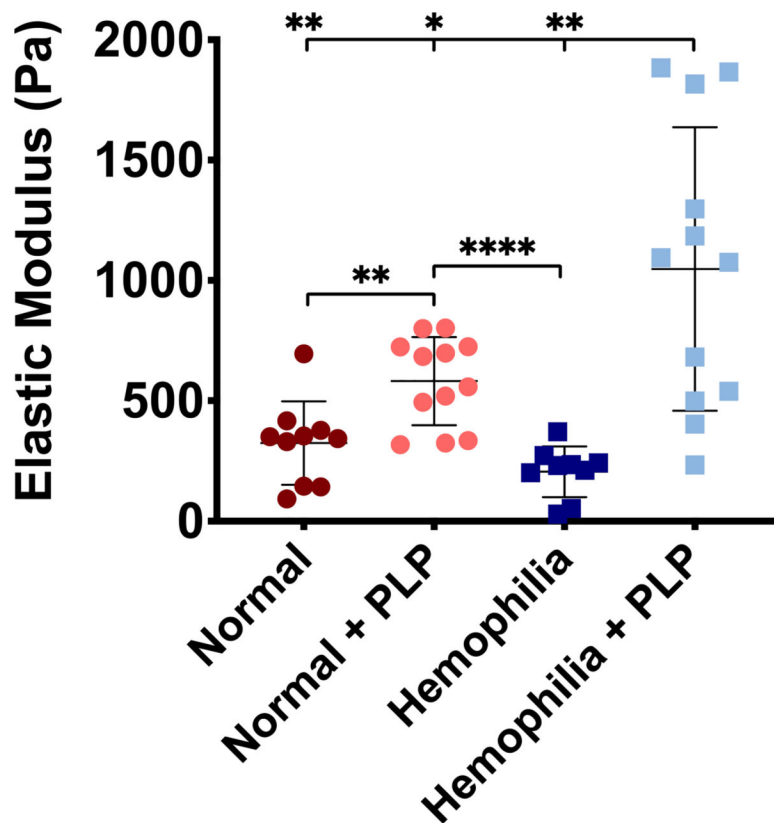 ** * **
2000
1500
****
1000
**
500
0
Elastic Modulus (Pa)
Normal
Normal + PLP
Hemophilia
Hemophilia + PLP